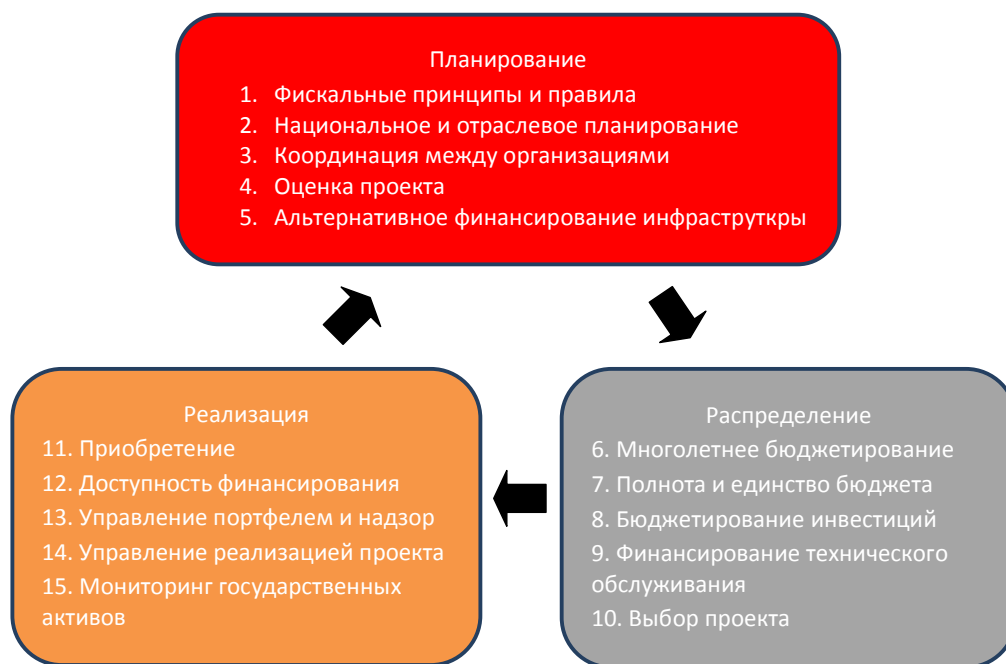 Планирование
1. Фискальные принципы и правила
2. Национальное и отраслевое планирование
3. Координация между организациями
4. Оценка проекта
5. Альтернативное финансирование инфраструткры
Реализация
11. Приобретение
12. Доступность финансирования
13. Управление портфелем и надзор
14. Управление реализацией проекта
15. Мониторинг государственных
активов
Распределение
6. Многолетнее бюджетирование
7. Полнота и единство бюджета
8. Бюджетирование инвестиций
9. Финансирование технического
обслуживания
10. Выбор проекта